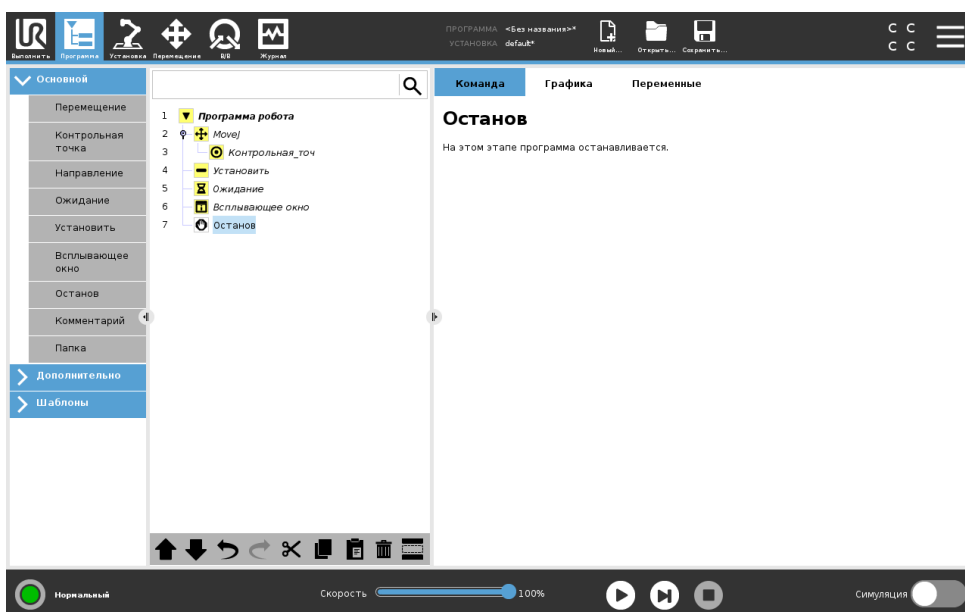 UR
Выполнить Программа Установка Перемещение В/В Журнал
ПРОГРАММА <Без названия>*
УСТАНОВКА default*
Новый... Открыть... Сохранить...
C C
C C
Основной
Перемещение
Контрольная
точка
Направление
Ожидание
Установить
Всплывающее
окно
Останов
Комментарий
Папка
Дополнительно
Шаблоны
1 Программа робота
2 MoveJ
3 Контрольная_точ
4 Установить
5 Ожидание
6 Всплывающее окно
7 Останов
Команда Графика Переменные
Останов
На этом этапе программа останавливается.
Нормальный
Скорость 100%
Симуляция